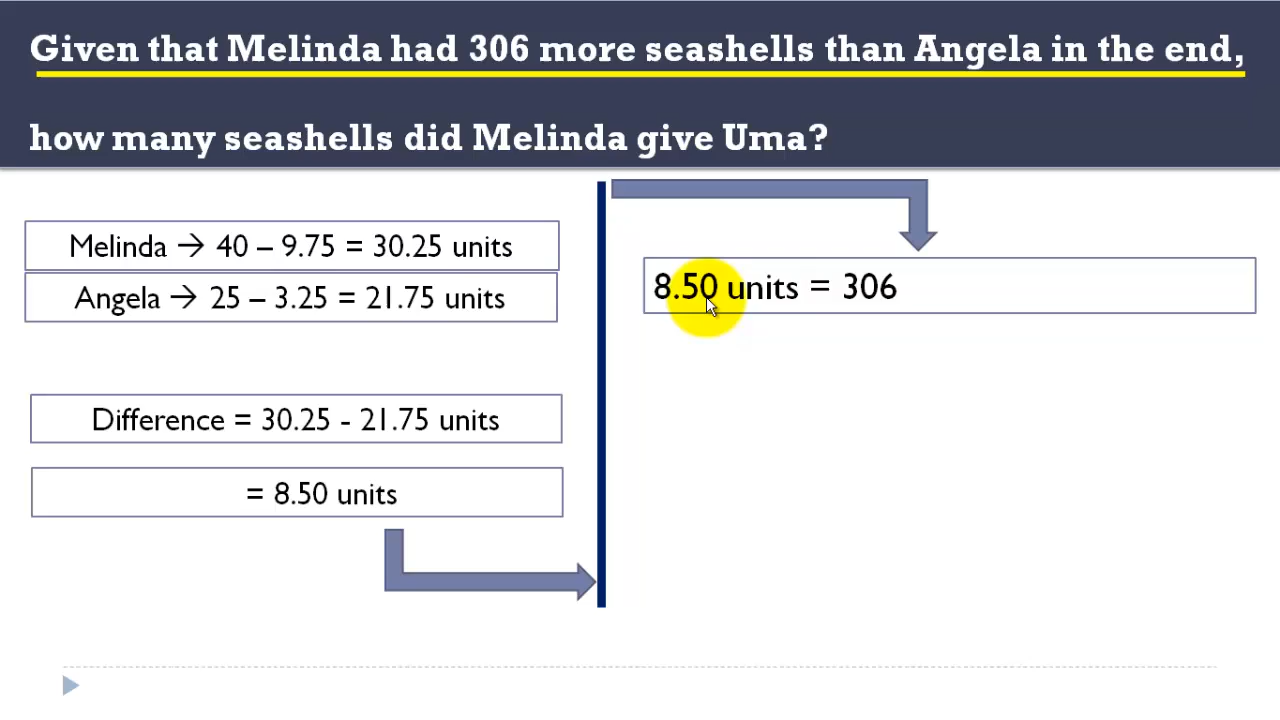 Given that Melinda had 306 more seashells than Angela in the end,
how many seashells did Melinda give Uma?
Melinda → 40 – 9.75 = 30.25 units
Angela → 25 – 3.25 = 21.75 units
Difference = 30.25 - 21.75 units
= 8.50 units
8.50 units = 306